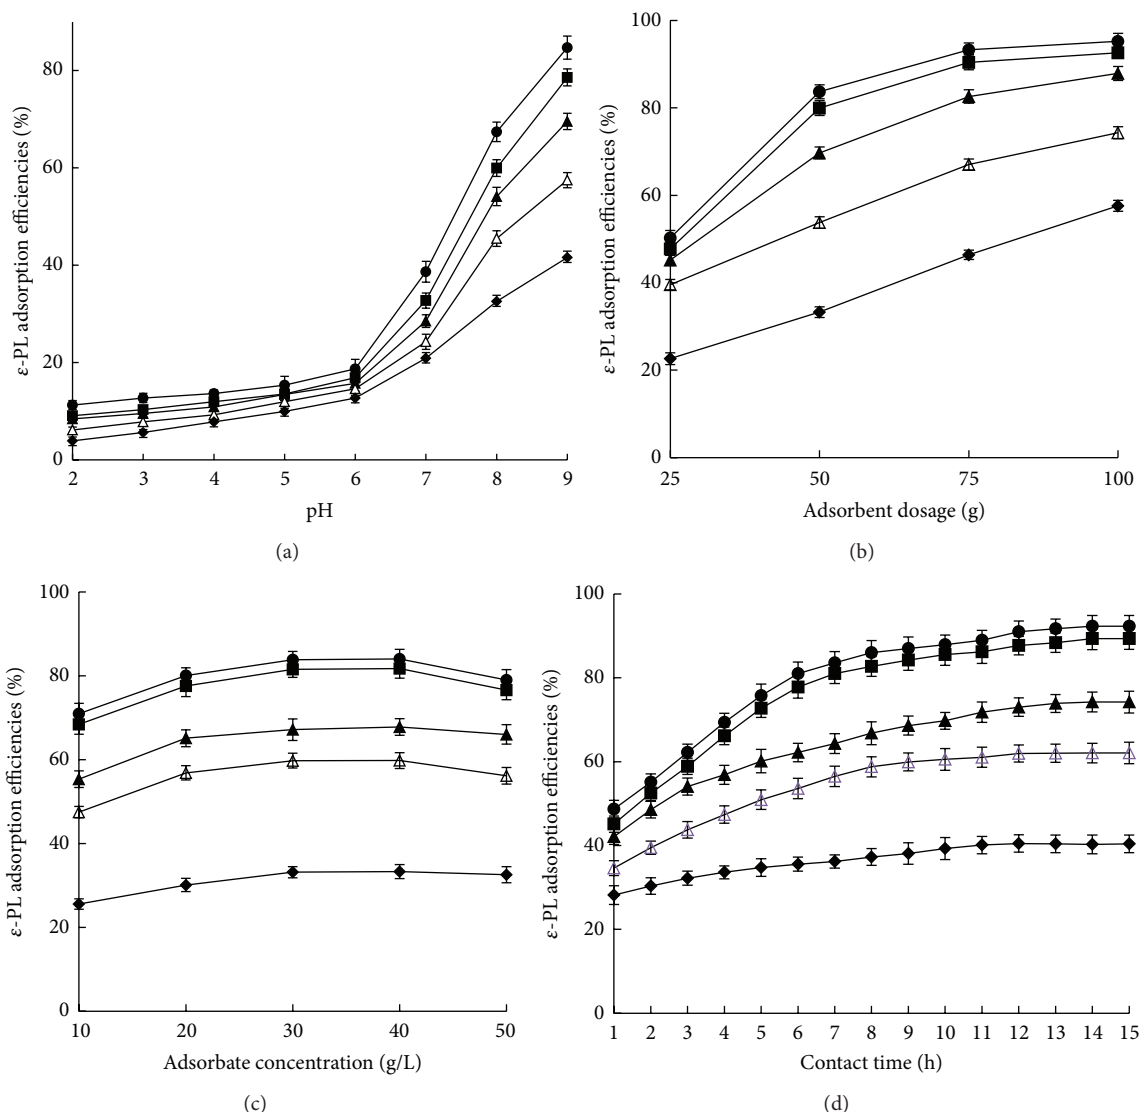 80
60
40
20
0
ε-PL adsorption efficiencies (%)
2 3 4 5 6 7 8 9
pH
(a)
100
80
60
40
20
0
ε-PL adsorption efficiencies (%)
25 50 75 100
Adsorbent dosage (g)
(b)
100
80
60
40
20
0
ε-PL adsorption efficiencies (%)
10 20 30 40 50
Adsorbate concentration (g/L)
(c)
100
80
60
40
20
0
ε-PL adsorption efficiencies (%)
1 2 3 4 5 6 7 8 9 10 11 12 13 14 15
Contact time (h)
(d)